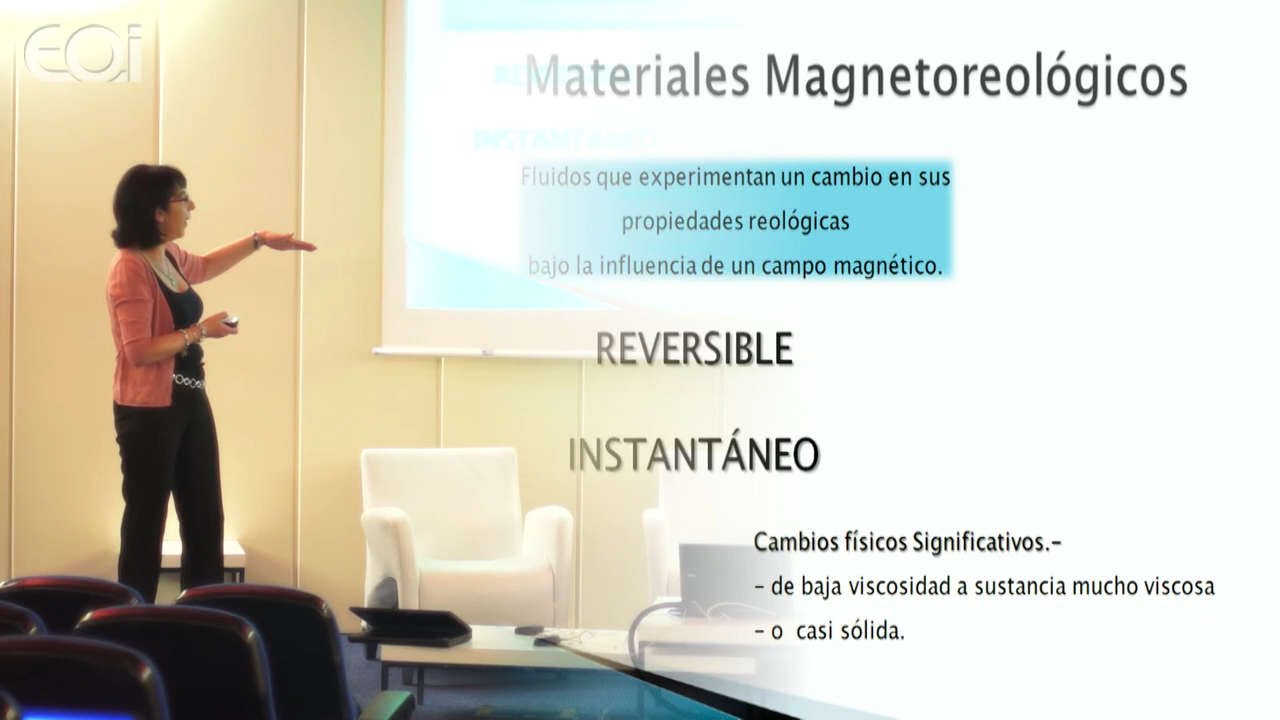 EOi
Materiales Magnetoreológicos
INSTANTÁNEO
Fluidos que experimentan un cambio en sus
propiedades reológicas
bajo la influencia de un campo magnético.
REVERSIBLE
INSTANTÁNEO
Cambios físicos Significativos.-
- de baja viscosidad a sustancia mucho viscosa
- o casi sólida.